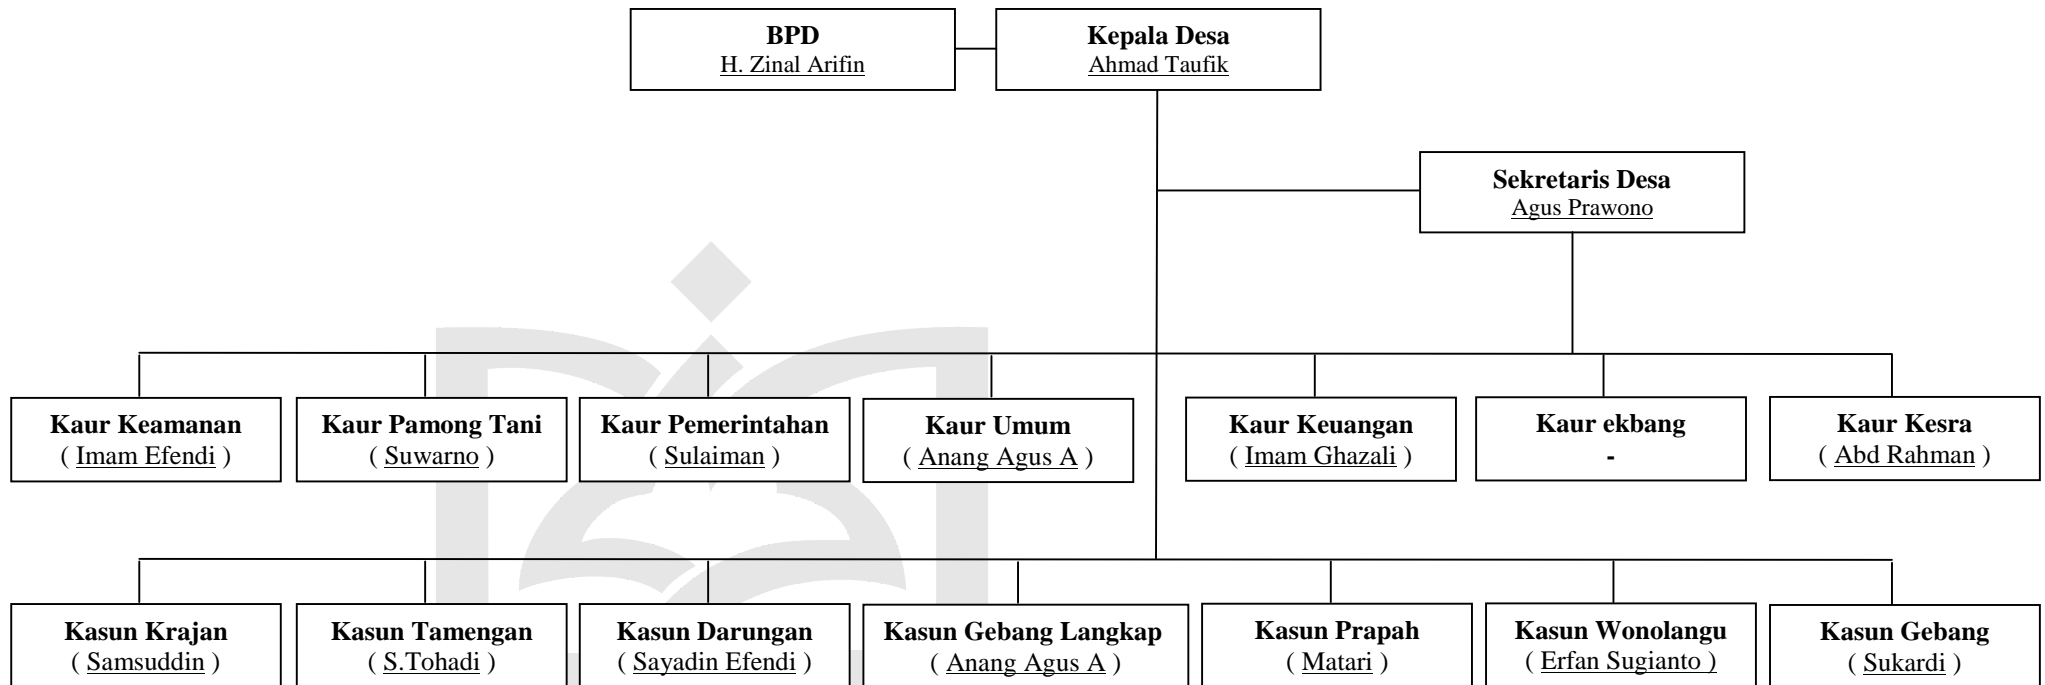 BPD
H. Zinal Arifin
Kepala Desa
Ahmad Taufik
Sekretaris Desa
Agus Prawono
Kaur Keamanan
( Imam Efendi )
Kaur Pamong Tani
( Suwarno )
Kaur Pemerintahan
( Sulaiman )
Kaur Umum
( Anang Agus A )
Kaur Keuangan
( Imam Ghazali )
Kaur ekbang
-
Kaur Kesra
( Abd Rahman )
Kasun Krajan
( Samsuddin )
Kasun Tamengan
( S.Tohadi )
Kasun Darungan
( Sayadin Efendi )
Kasun Gebang Langkap
( Anang Agus A )
Kasun Prapah
( Matari )
Kasun Wonolangu
( Erfan Sugianto )
Kasun Gebang
( Sukardi )